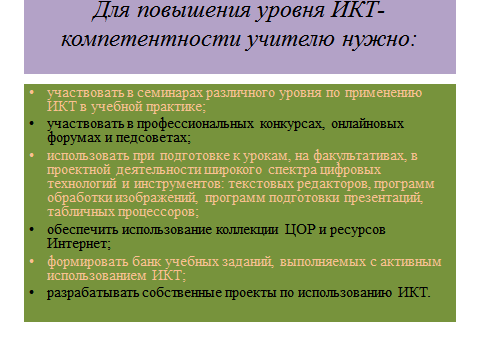 Для повышения уровня ИКТ-
компетентности учителю нужно:
• участвовать в семинарах различного уровня по применению
ИКТ в учебной практике;
• участвовать в профессиональных конкурсах, онлайновых
форумах и педсоветах;
• использовать при подготовке к урокам, на факультативах, в
проектной деятельности широкого спектра цифровых
технологий и инструментов: текстовых редакторов, программ
обработки изображений, программ подготовки презентаций,
табличных процессоров;
• обеспечить использование коллекции ЦОР и ресурсов
Интернет;
• формировать банк учебных заданий, выполняемых с активным
использованием ИКТ;
• разрабатывать собственные проекты по использованию ИКТ.